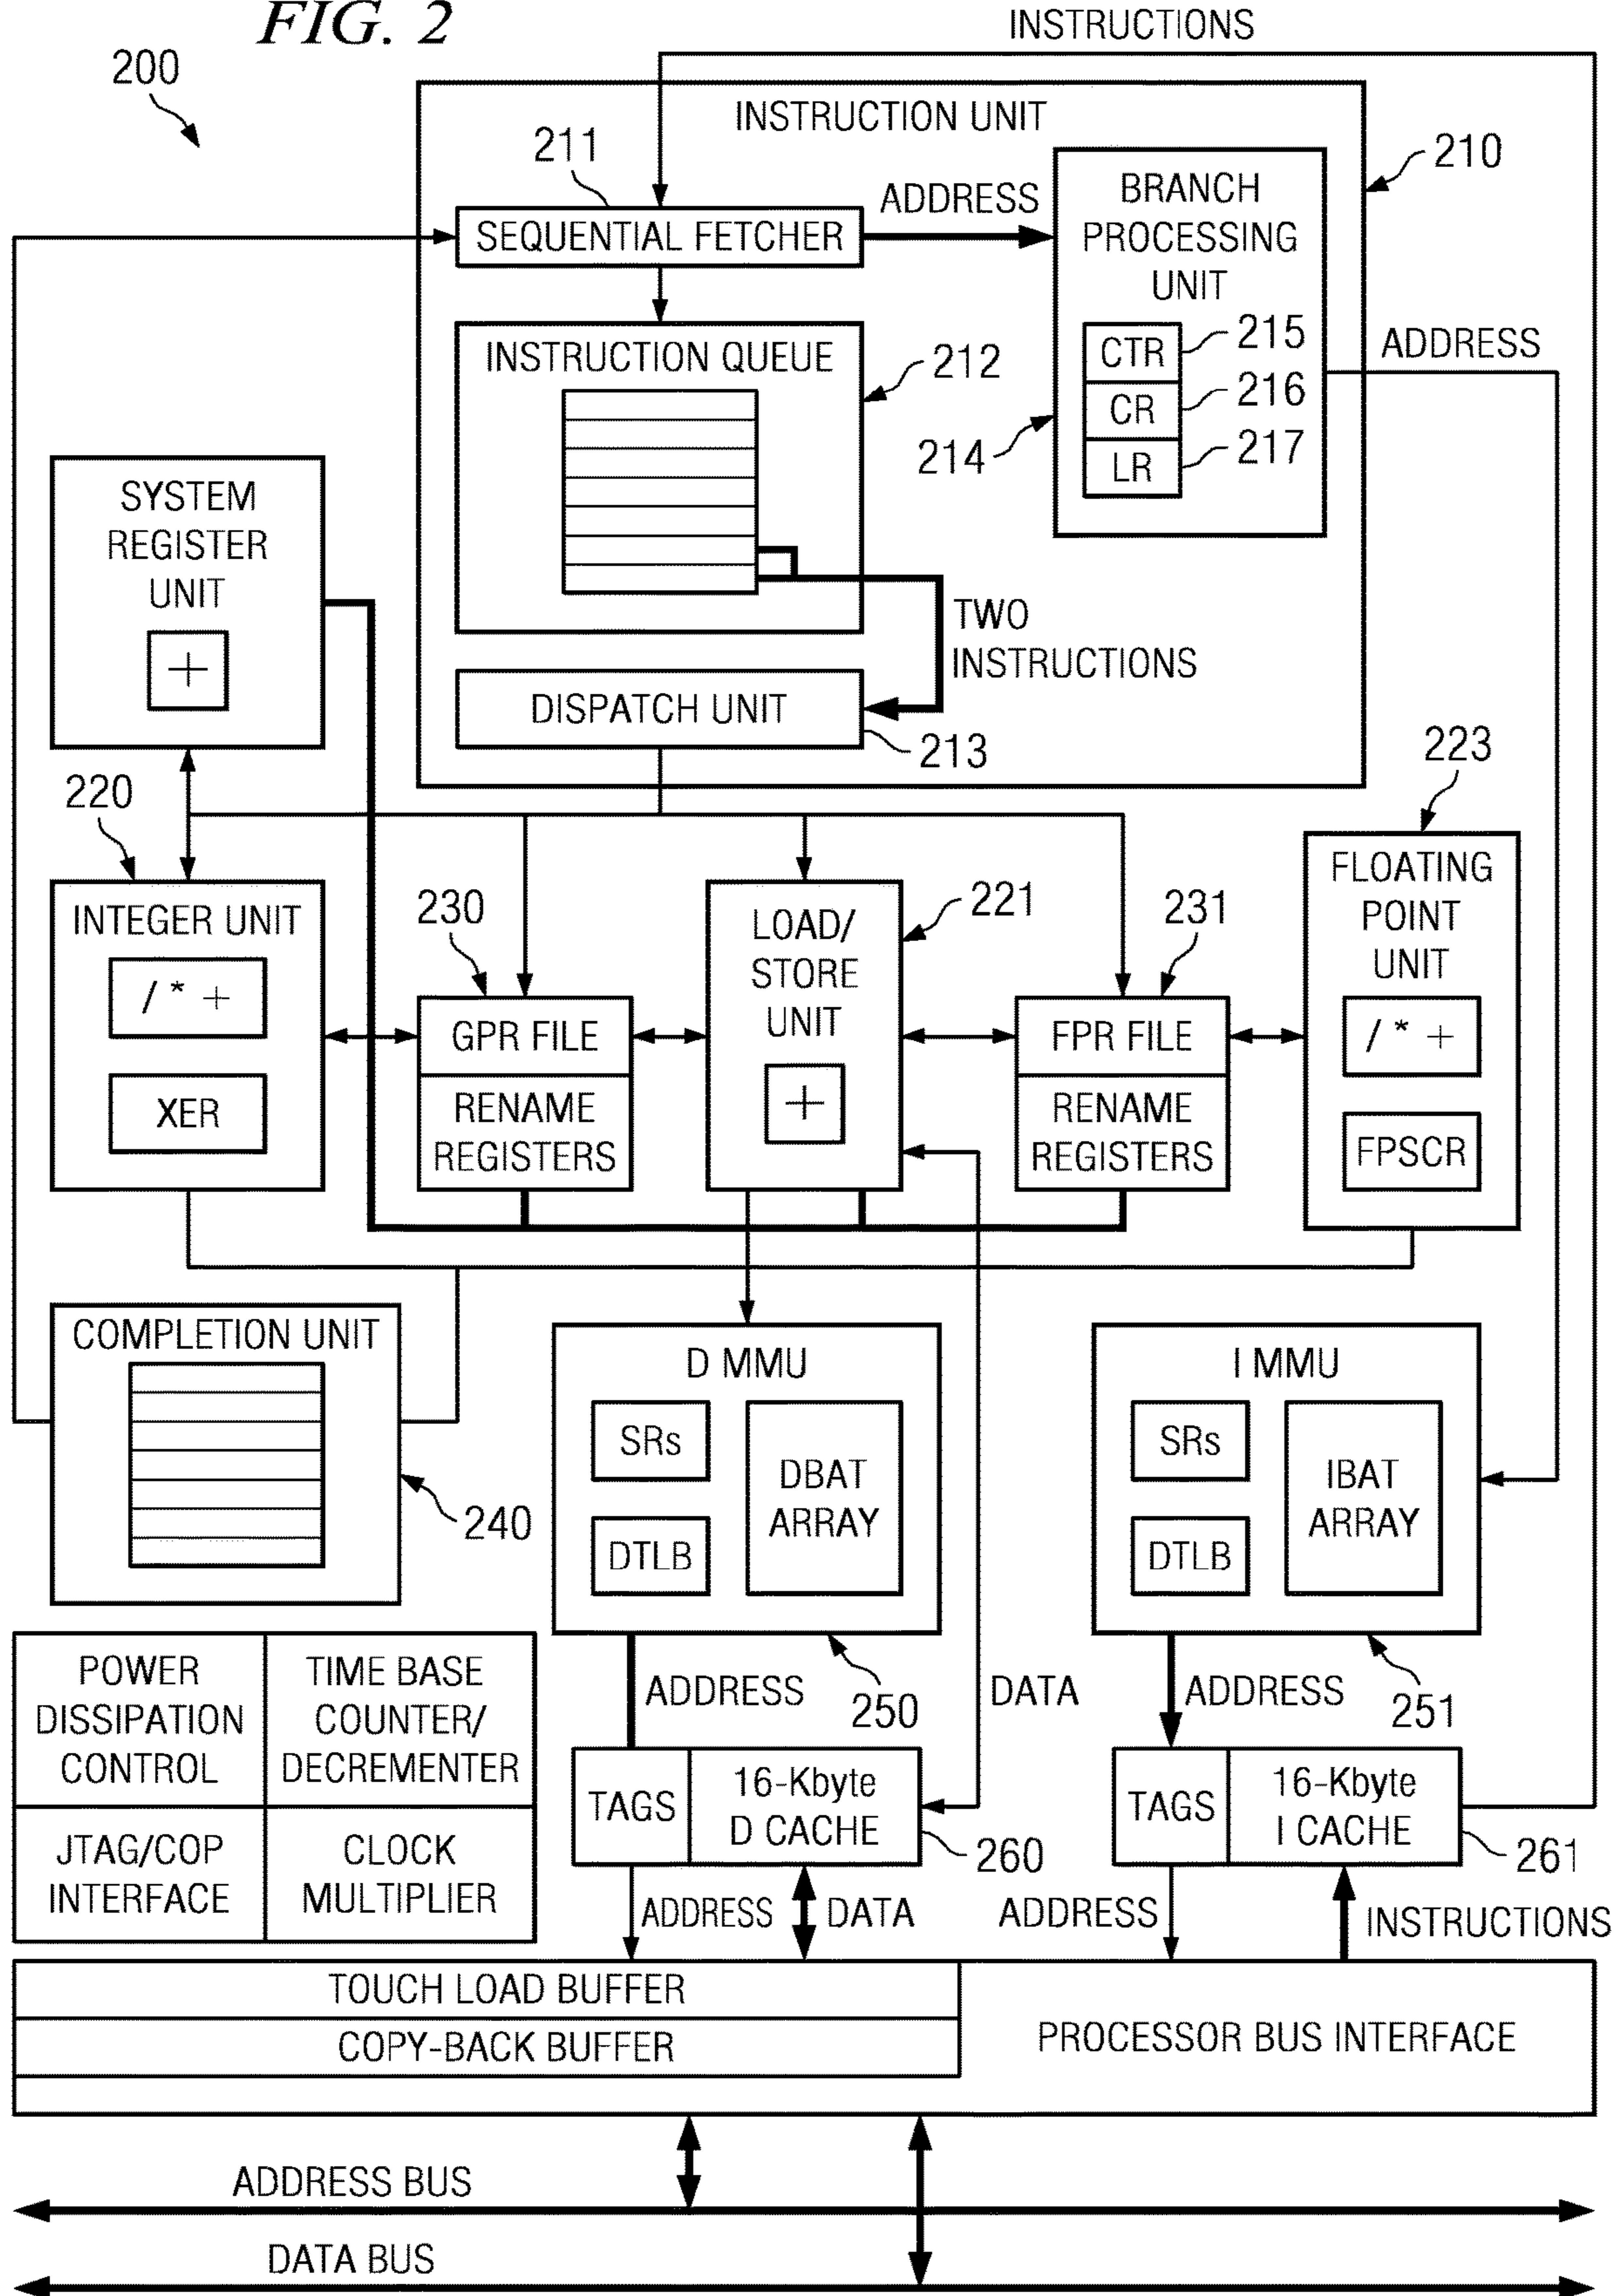 FIG. 2
INSTRUCTIONS
200
INSTRUCTION UNIT
211
210
ADDRESS
BRANCH
PROCESSING
UNIT
SEQUENTIAL FETCHER
CTR
215
CR
216
LR
217
214
ADDRESS
INSTRUCTION QUEUE
212
SYSTEM
REGISTER
UNIT
+
TWO
INSTRUCTIONS
DISPATCH UNIT
213
223
220
INTEGER UNIT
/ * +
XER
230
GPR FILE
RENAME
REGISTERS
221
LOAD/
STORE
UNIT
+
231
FPR FILE
RENAME
REGISTERS
FLOATING
POINT
UNIT
/ * +
FPSCR
COMPLETION UNIT
240
D MMU
SRs
DTLB
DBAT
ARRAY
I MMU
SRs
DTLB
IBAT
ARRAY
POWER
DISSIPATION
CONTROL
TIME BASE
COUNTER/
DECREMENTER
JTAG/COP
INTERFACE
CLOCK
MULTIPLIER
ADDRESS
250
DATA
ADDRESS
251
TAGS
16-Kbyte
D CACHE
260
TAGS
16-Kbyte
I CACHE
261
ADDRESS
DATA
ADDRESS
INSTRUCTIONS
TOUCH LOAD BUFFER
COPY-BACK BUFFER
PROCESSOR BUS INTERFACE
ADDRESS BUS
DATA BUS